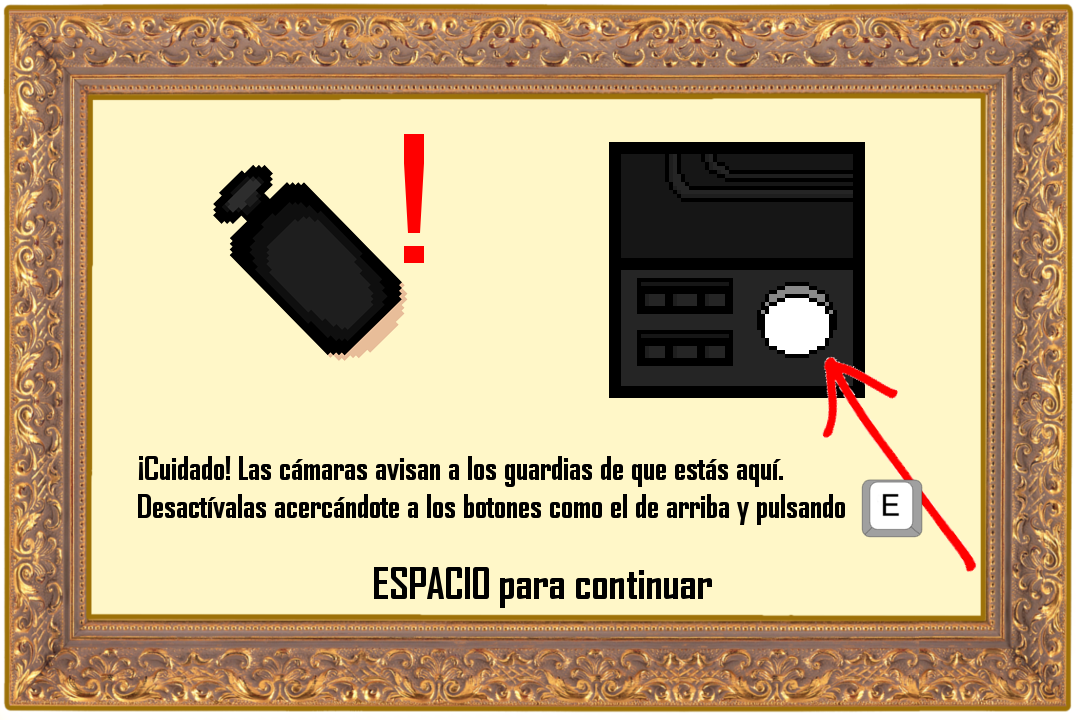 !
¡Cuidado! Las cámaras avisan a los guardias de que estás aquí.
Desactívalas acercándote a los botones como el de arriba y pulsando E
ESPACIO para continuar